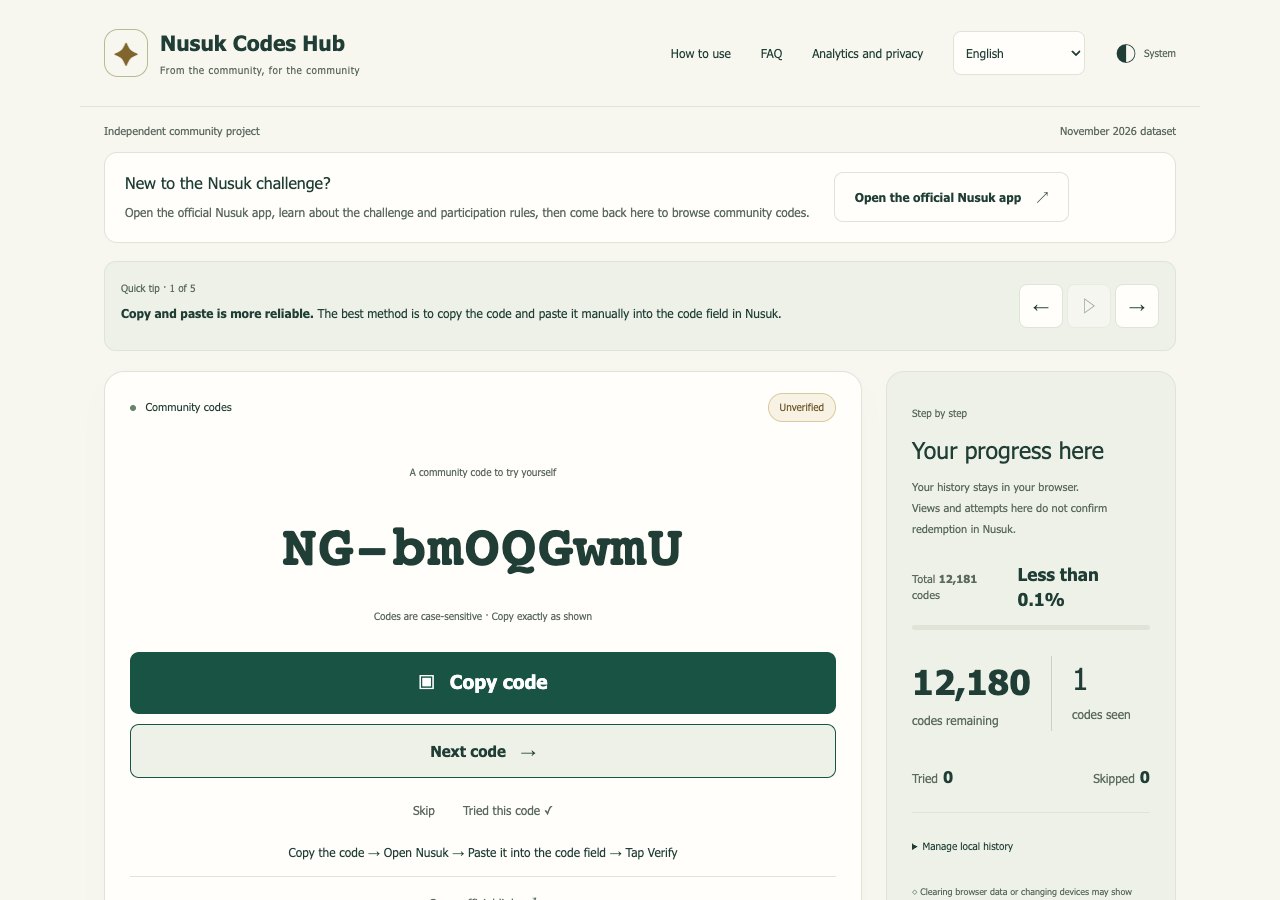 Nusuk Codes Hub
From the community, for the community
How to use
FAQ
Analytics and privacy
English
System
Independent community project
November 2026 dataset
New to the Nusuk challenge?
Open the official Nusuk app, learn about the challenge and participation rules, then come back here to browse community codes.
Open the official Nusuk app ↗
Quick tip · 1 of 5
Copy and paste is more reliable. The best method is to copy the code and paste it manually into the code field in Nusuk.
Community codes
Unverified
A community code to try yourself
NG-bmOQGwmU
Codes are case-sensitive · Copy exactly as shown
Copy code
Next code →
Skip
Tried this code ✓
Copy the code → Open Nusuk → Paste it into the code field → Tap Verify
Step by step
Your progress here
Your history stays in your browser.
Views and attempts here do not confirm
redemption in Nusuk.
Total 12,181
codes
Less than
0.1%
12,180
codes remaining
1
codes seen
Tried 0
Skipped 0
Manage local history
Clearing browser data or changing devices may show